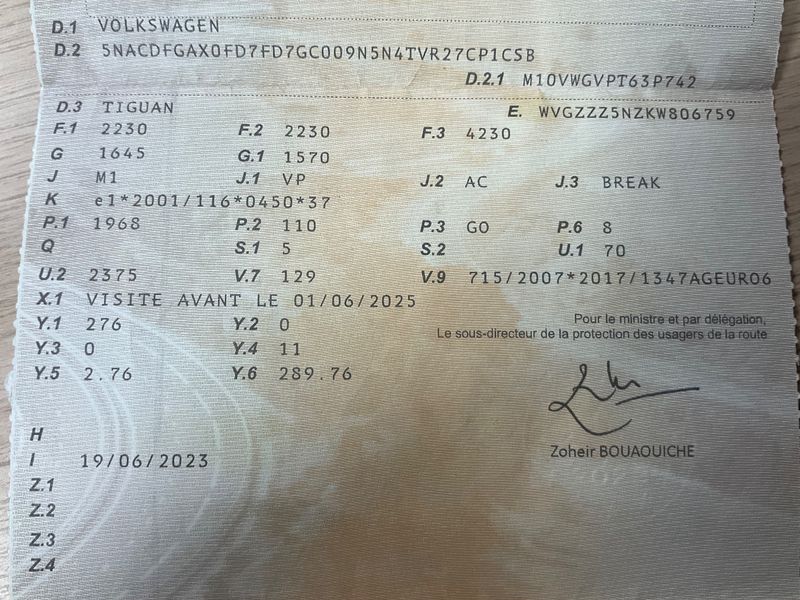 D.1 VOLKSWAGEN
D.2 5NACDFGAX0FD7FD7GC009N5N4TVR27CP1CSB
D.2.1 M10VWGVPT63P742
D.3 TIGUAN E. WVGZZZ5NZKW806759
F.1 2230 F.2 2230 F.3 4230
G 1645 G.1 1570
J M1 J.1 VP J.2 AC J.3 BREAK
K e1*2001/116*0450*37
P.1 1968 P.2 110 P.3 GO P.6 8
Q S.1 5 S.2 U.1 70
U.2 2375 V.7 129 V.9 715/2007*2017/1347AGEURO6
X.1 VISITE AVANT LE 01/06/2025
Y.1 276 Y.2 0
Pour le ministre et par délégation,
Le sous-directeur de la protection des usagers de la route
Y.3 0 Y.4 11
Y.5 2.76 Y.6 289.76
H
Zoheir BOUAOUICHE
I 19/06/2023
Z.1
Z.2
Z.3
Z.4